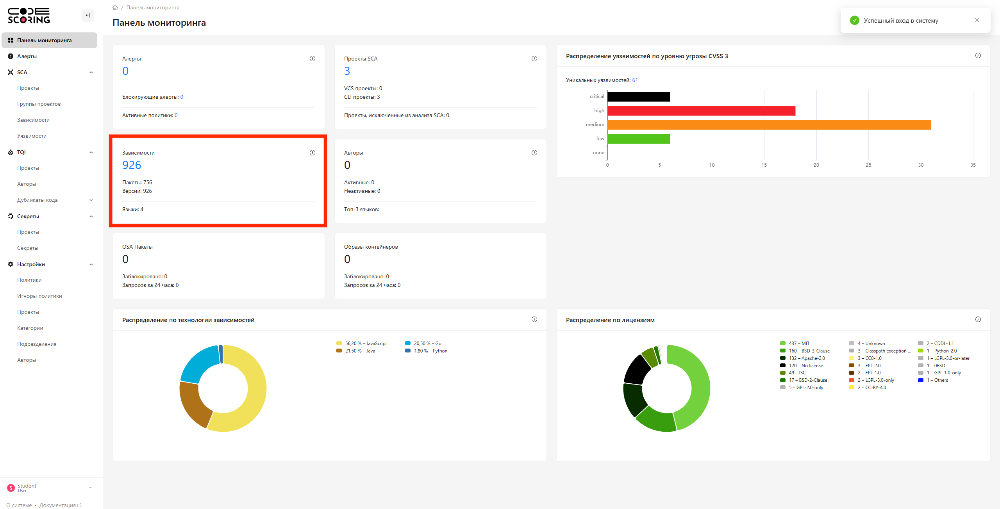 CODE
SCORING
Панель мониторинга
Алерты
SCA
Проекты
Группы проектов
Зависимости
Уязвимости
TQI
Проекты
Авторы
Дубликаты кода
Секреты
Проекты
Секреты
Настройки
Политики
Игноры политики
Проекты
Категории
Подразделения
Авторы
S
student
User
...
О системе · Документация
/ Панель мониторинга
Панель мониторинга
Успешный вход в систему
Алерты
0
Блокирующие алерты: 0
Активные политики: 0
Проекты SCA
3
VCS проекты: 0
CLI проекты: 3
Проекты, исключенные из анализа SCA: 0
Распределение уязвимостей по уровню угрозы CVSS 3
Уникальных уязвимостей: 61
critical
high
medium
low
none
0 5 10 15 20 25 30 35
Зависимости
926
Пакеты: 756
Версии: 926
Языки: 4
Авторы
0
Активные: 0
Неактивные: 0
Топ-3 языков:
OSA Пакеты
0
Заблокировано: 0
Запросов за 24 часа: 0
Образы контейнеров
0
Заблокировано: 0
Запросов за 24 часа: 0
Распределение по технологии зависимостей
56,20 % – JavaScript
21,50 % – Java
20,50 % – Go
1,80 % – Python
Распределение по лицензиям
437 – MIT
160 – BSD-3-Clause
132 – Apache-2.0
120 – No license
49 – ISC
17 – BSD-2-Clause
5 – GPL-2.0-only
4 – Unknown
3 – Classpath exception ...
3 – CC0-1.0
3 – EPL-2.0
2 – EPL-1.0
2 – LGPL-3.0-only
2 – CC-BY-4.0
2 – CDDL-1.1
1 – Python-2.0
1 – LGPL-3.0-or-later
1 – 0BSD
1 – GPL-1.0-only
1 – Others